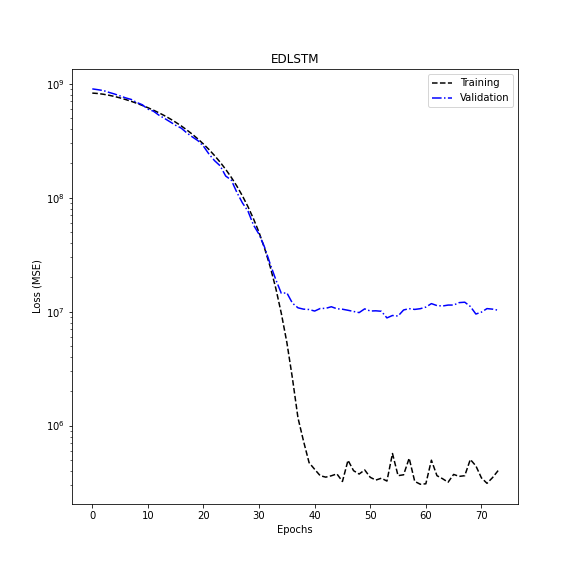 EDLSTM
Training
Validation
10⁹
10⁸
10⁷
10⁶
Loss (MSE)
0 10 20 30 40 50 60 70
Epochs